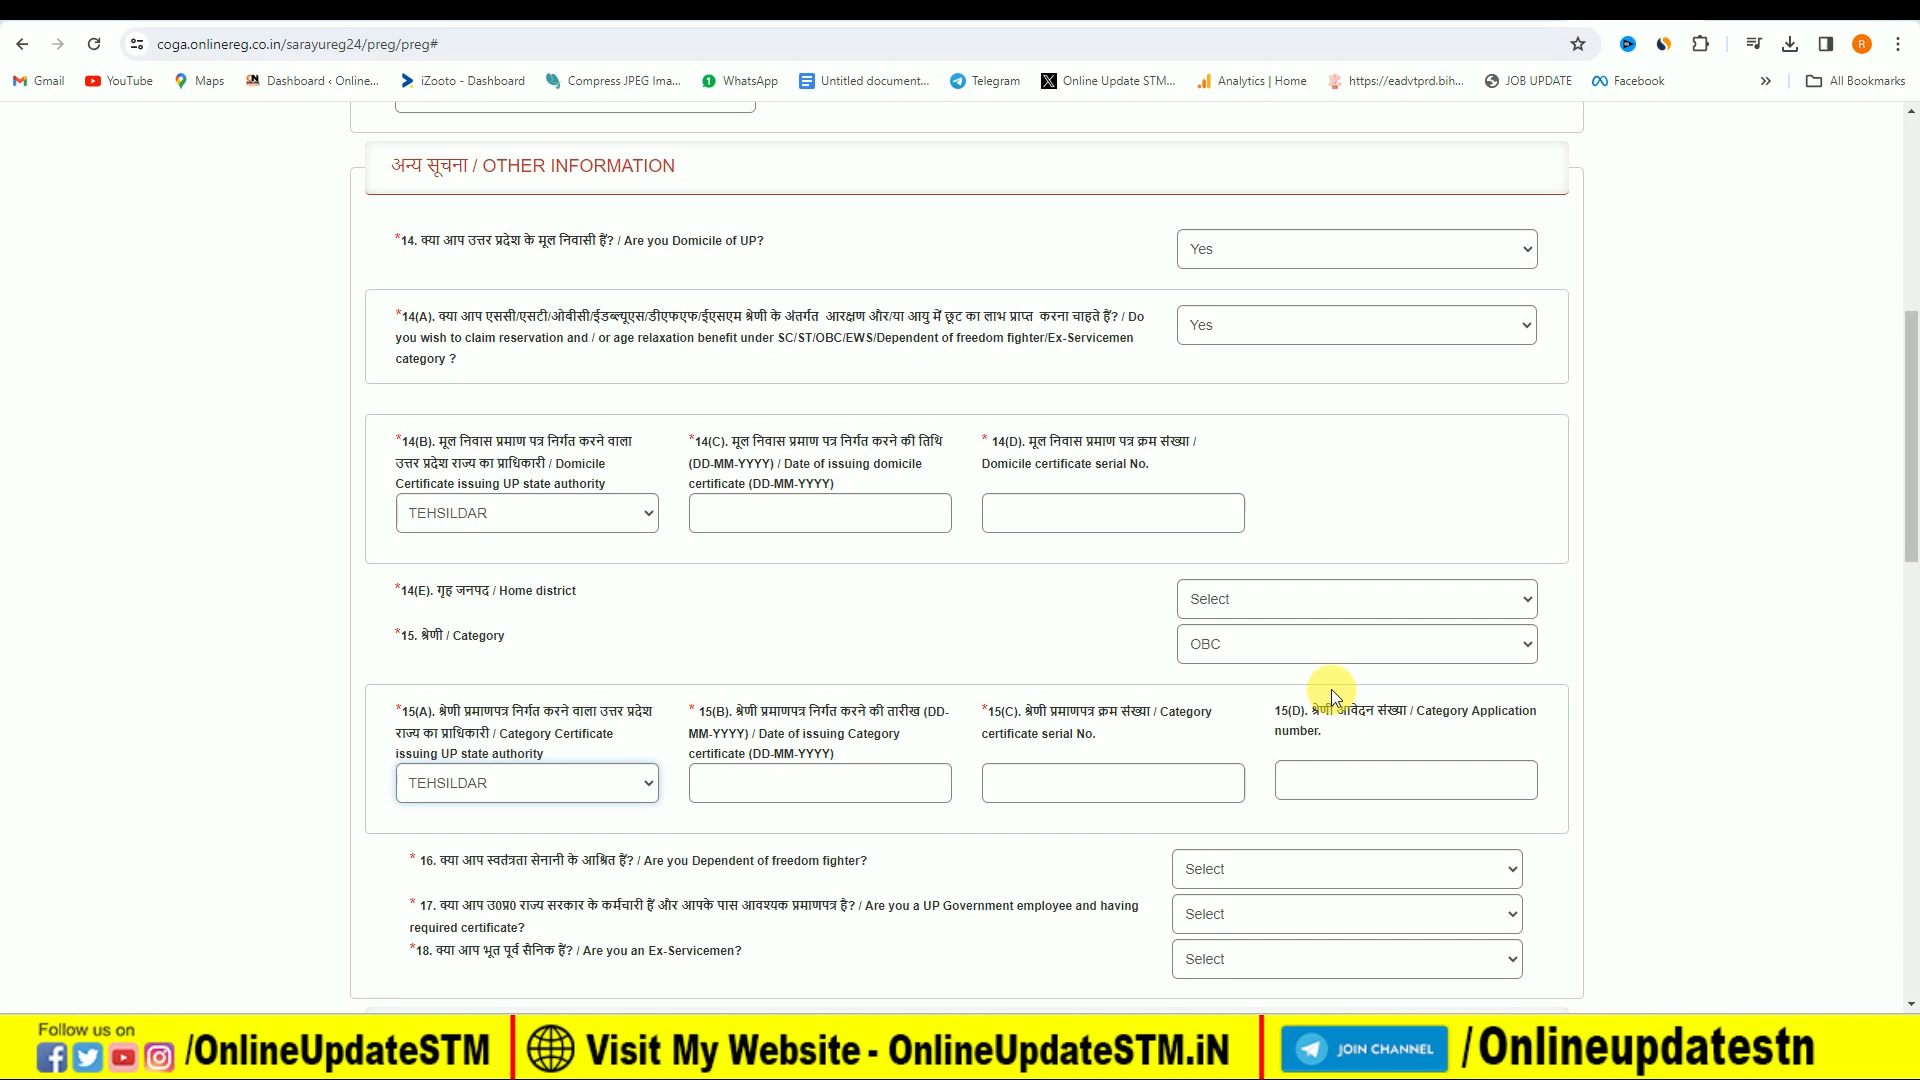 coga.onlinereg.co.in/sarayureg24/preg/preg#
R
Gmail
YouTube
Maps
Dashboard ‹ Online...
iZooto - Dashboard
Compress JPEG Ima...
WhatsApp
Untitled document...
Telegram
Online Update STM...
Analytics | Home
https://eadvtprd.bih...
JOB UPDATE
Facebook
»
All Bookmarks
अन्य सूचना / OTHER INFORMATION
*14. क्या आप उत्तर प्रदेश के मूल निवासी हैं? / Are you Domicile of UP?
Yes
*14(A). क्या आप एससी/एसटी/ओबीसी/ईडब्ल्यूएस/डीएफएफ/ईएसएम श्रेणी के अंतर्गत आरक्षण और/या आयु में छूट का लाभ प्राप्त करना चाहते हैं? / Do
you wish to claim reservation and / or age relaxation benefit under SC/ST/OBC/EWS/Dependent of freedom fighter/Ex-Servicemen
category ?
Yes
*14(B). मूल निवास प्रमाण पत्र निर्गत करने वाला
उत्तर प्रदेश राज्य का प्राधिकारी / Domicile
Certificate issuing UP state authority
TEHSILDAR
*14(C). मूल निवास प्रमाण पत्र निर्गत करने की तिथि
(DD-MM-YYYY) / Date of issuing domicile
certificate (DD-MM-YYYY)
* 14(D). मूल निवास प्रमाण पत्र क्रम संख्या /
Domicile certificate serial No.
*14(E). गृह जनपद / Home district
Select
*15. श्रेणी / Category
OBC
*15(A). श्रेणी प्रमाणपत्र निर्गत करने वाला उत्तर प्रदेश
राज्य का प्राधिकारी / Category Certificate
issuing UP state authority
TEHSILDAR
* 15(B). श्रेणी प्रमाणपत्र निर्गत करने की तारीख (DD-
MM-YYYY) / Date of issuing Category
certificate (DD-MM-YYYY)
*15(C). श्रेणी प्रमाणपत्र क्रम संख्या / Category
certificate serial No.
15(D). श्रेणी आवेदन संख्या / Category Application
number.
* 16. क्या आप स्वतंत्रता सेनानी के आश्रित हैं? / Are you Dependent of freedom fighter?
Select
* 17. क्या आप उ0प्र0 राज्य सरकार के कर्मचारी हैं और आपके पास आवश्यक प्रमाणपत्र है? / Are you a UP Government employee and having
required certificate?
Select
*18. क्या आप भूत पूर्व सैनिक हैं? / Are you an Ex-Servicemen?
Select
Follow us on
/OnlineUpdateSTM
Visit My Website - OnlineUpdateSTM.iN
JOIN CHANNEL
/Onlineupdatestn